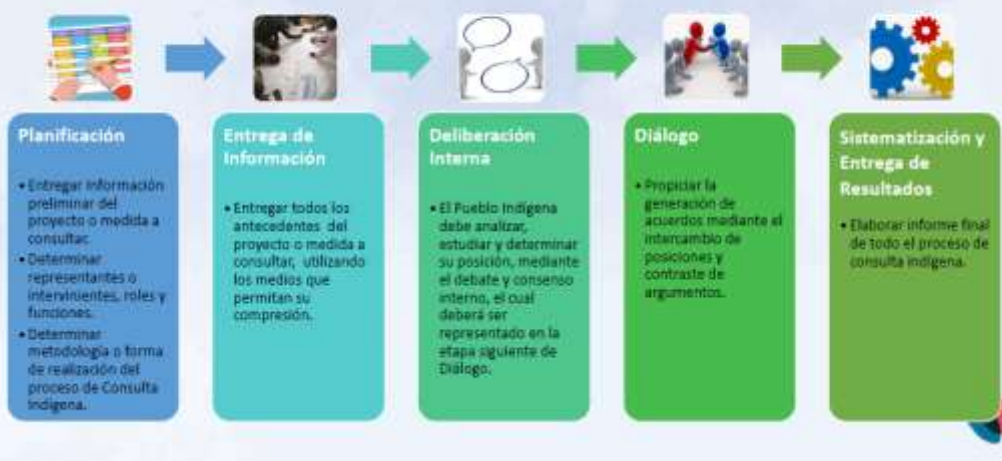 Planificación
• Entregar información
preliminar del
proyecto o medida a
consultar.
• Determinar
representantes o
intervinientes, roles y
funciones.
• Determinar
metodología o forma
de realización del
proceso de Consulta
Indígena.
Entrega de
Información
• Entregar todos los
antecedentes del
proyecto o medida a
consultar, utilizando
los medios que
permitan su
compresión.
Deliberación
Interna
• El Pueblo Indígena
debe analizar,
estudiar y determinar
su posición, mediante
el debate y consenso
interno, el cual
deberá ser
representado en la
etapa siguiente de
Diálogo.
Diálogo
• Propiciar la
generación de
acuerdos mediante el
intercambio de
posiciones y
contraste de
argumentos.
Sistematización y
Entrega de
Resultados
• Elaborar informe final
de todo el proceso de
consulta indígena.